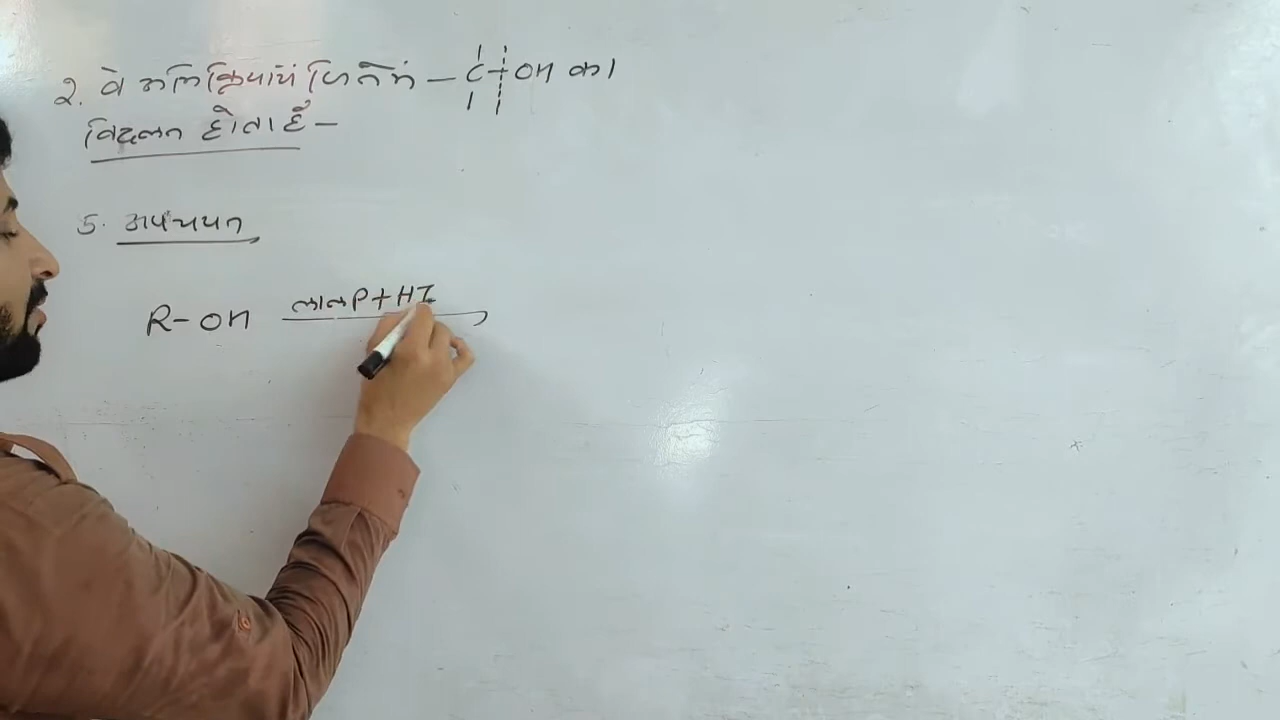 2. वे अभिक्रियायें जिनमें – C – OH का
विदलन होता है –
5. अपचयन
R – OH लाल P + HI